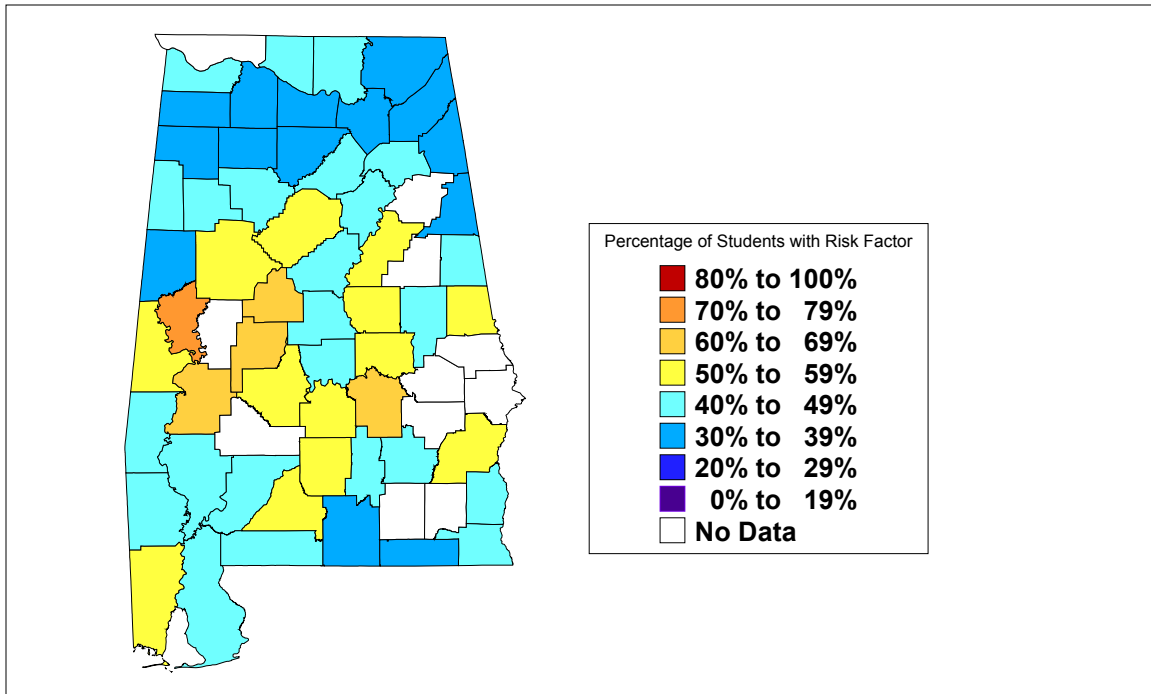 Percentage of Students with Risk Factor
80% to 100%
70% to 79%
60% to 69%
50% to 59%
40% to 49%
30% to 39%
20% to 29%
0% to 19%
No Data